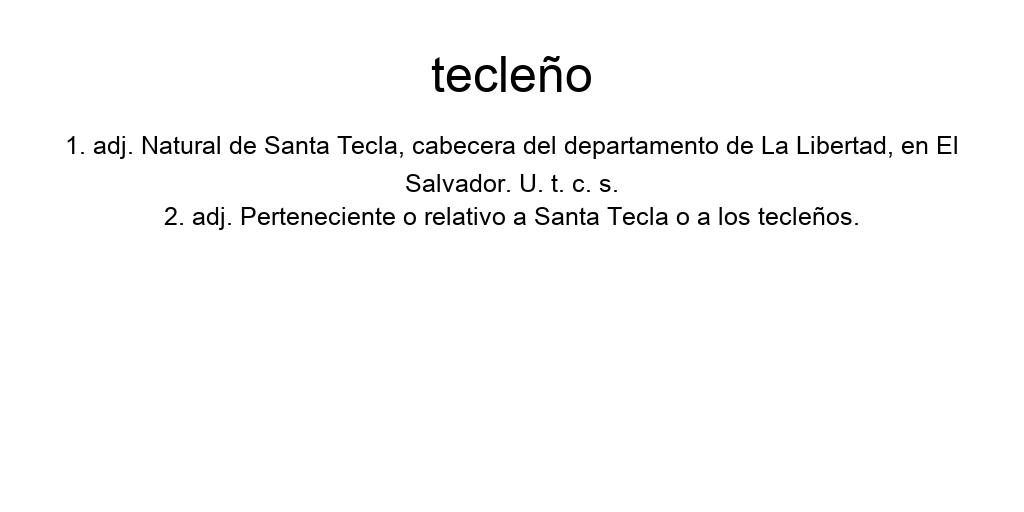 tecleño
1. adj. Natural de Santa Tecla, cabecera del departamento de La Libertad, en El
Salvador. U. t. c. s.
2. adj. Perteneciente o relativo a Santa Tecla o a los tecleños.